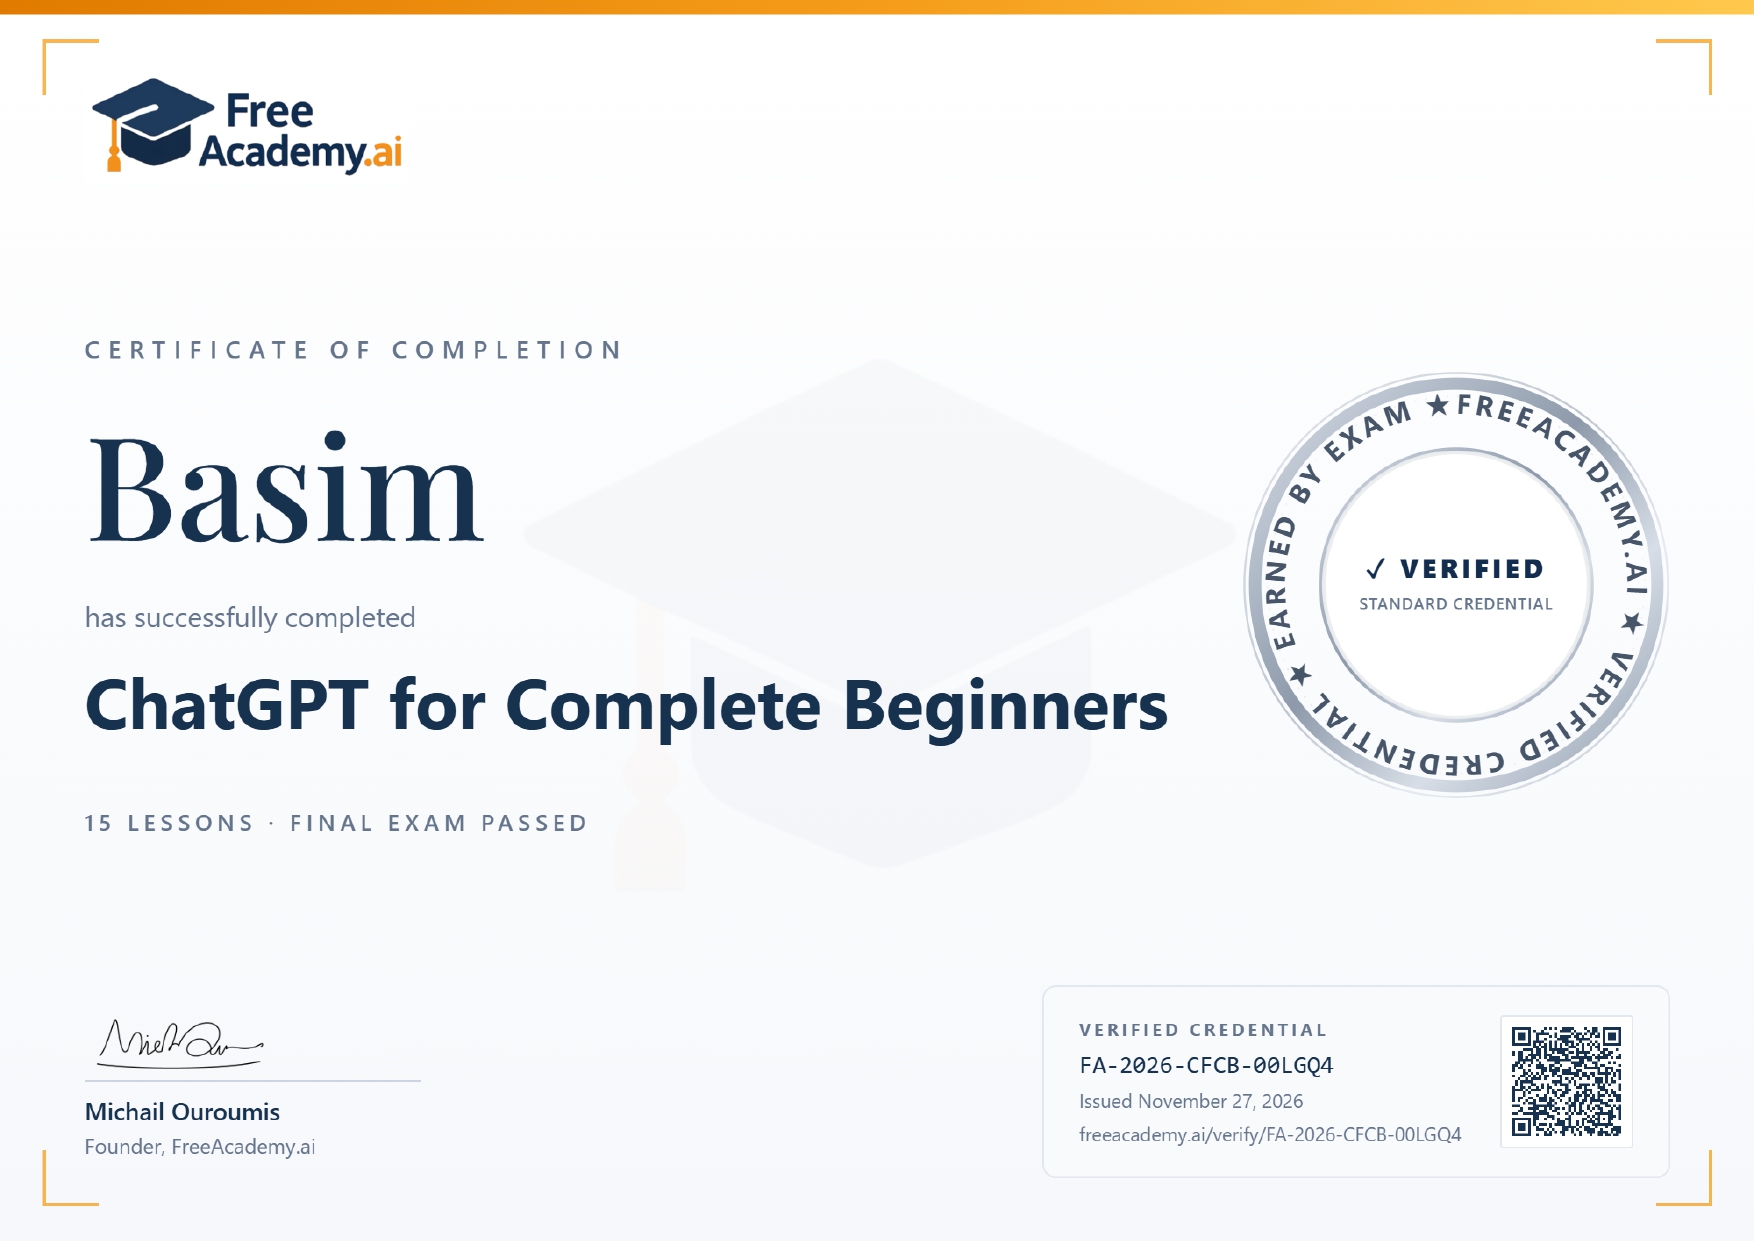 Free
Academy.ai
CERTIFICATE OF COMPLETION
Basim
has successfully completed
ChatGPT for Complete Beginners
15 LESSONS · FINAL EXAM PASSED
★FREEACADEMY.AI ★ VERIFIED CREDENTIAL ★ EARNED BY EXAM
✓ VERIFIED
STANDARD CREDENTIAL
Michail Ouroumis
Founder, FreeAcademy.ai
VERIFIED CREDENTIAL
FA-2026-CFCB-00LGQ4
Issued November 27, 2026
freeacademy.ai/verify/FA-2026-CFCB-00LGQ4